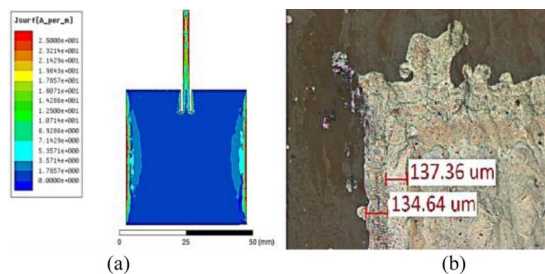 Jsurf[A_per_m]
2.5000e+001
2.3214e+001
2.1429e+001
1.9643e+001
1.7857e+001
1.6071e+001
1.4286e+001
1.2500e+001
1.0714e+001
8.9286e+000
7.1429e+000
5.3571e+000
3.5714e+000
1.7857e+000
0.0000e+000
0 25 50 (mm)
137.36 um
134.64 um
(a) (b)